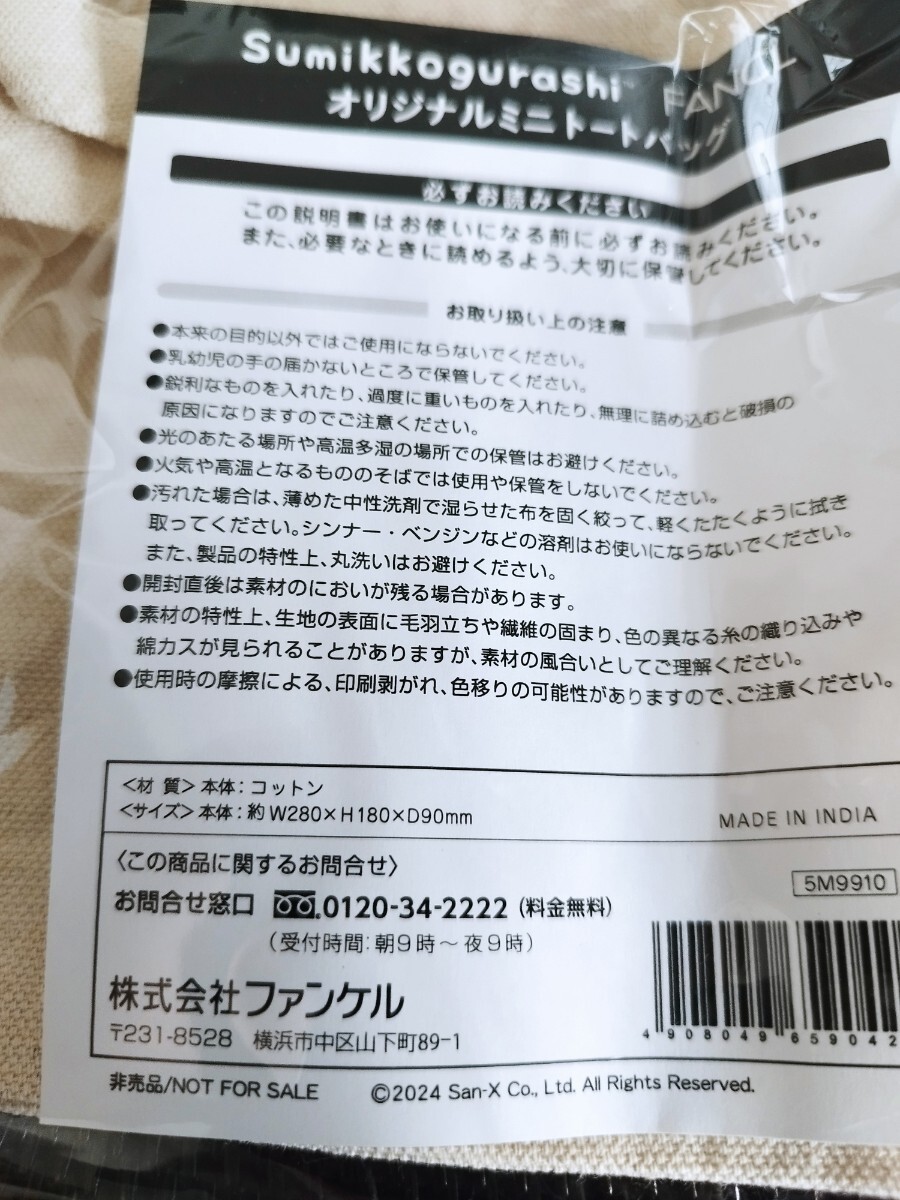 Sumikkogurashi™ FANCL
オリジナルミニトートバッグ
必ずお読みください
この説明書はお使いになる前に必ずお読みください。
また、必要なときに読めるよう、大切に保管してください。
お取り扱い上の注意
●本来の目的以外ではご使用にならないでください。
●乳幼児の手の届かないところで保管してください。
●鋭利なものを入れたり、過度に重いものを入れたり、無理に詰め込むと破損の
原因になりますのでご注意ください。
●光のあたる場所や高温多湿の場所での保管はお避けください。
●火気や高温となるもののそばでは使用や保管をしないでください。
●汚れた場合は、薄めた中性洗剤で湿らせた布を固く絞って、軽くたたくように拭き
取ってください。シンナー・ベンジンなどの溶剤はお使いにならないでください。
また、製品の特性上、丸洗いはお避けください。
●開封直後は素材のにおいが残る場合があります。
●素材の特性上、生地の表面に毛羽立ちや繊維の固まり、色の異なる糸の織り込みや
綿カスが見られることがありますが、素材の風合いとしてご理解ください。
●使用時の摩擦による、印刷剥がれ、色移りの可能性がありますので、ご注意ください。
<材 質>本体：コットン
<サイズ>本体：約W280×H180×D90mm
MADE IN INDIA
〈この商品に関するお問合せ〉
5M9910
お問合せ窓口 0120-34-2222 (料金無料)
（受付時間：朝9時～夜9時）
株式会社ファンケル
〒231-8528 横浜市中区山下町89-1
4 908049 659042
非売品/NOT FOR SALE ©2024 San-X Co., Ltd. All Rights Reserved.